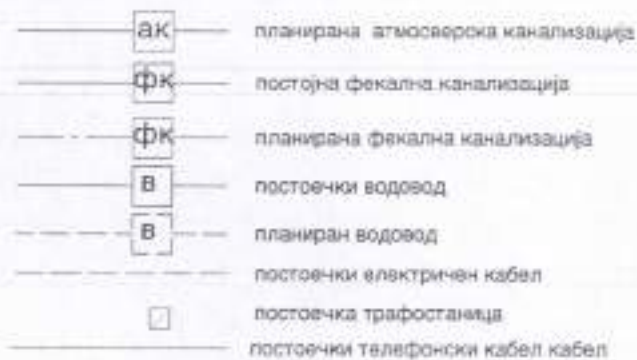 ак планирана атмосверска канализација
фк постојна фекална канализација
фк планирана фекална канализација
в постоечки водовод
в планиран водовод
постоечки електричен кабел
постоечка трафостаница
постоечки телефонски кабел кабел